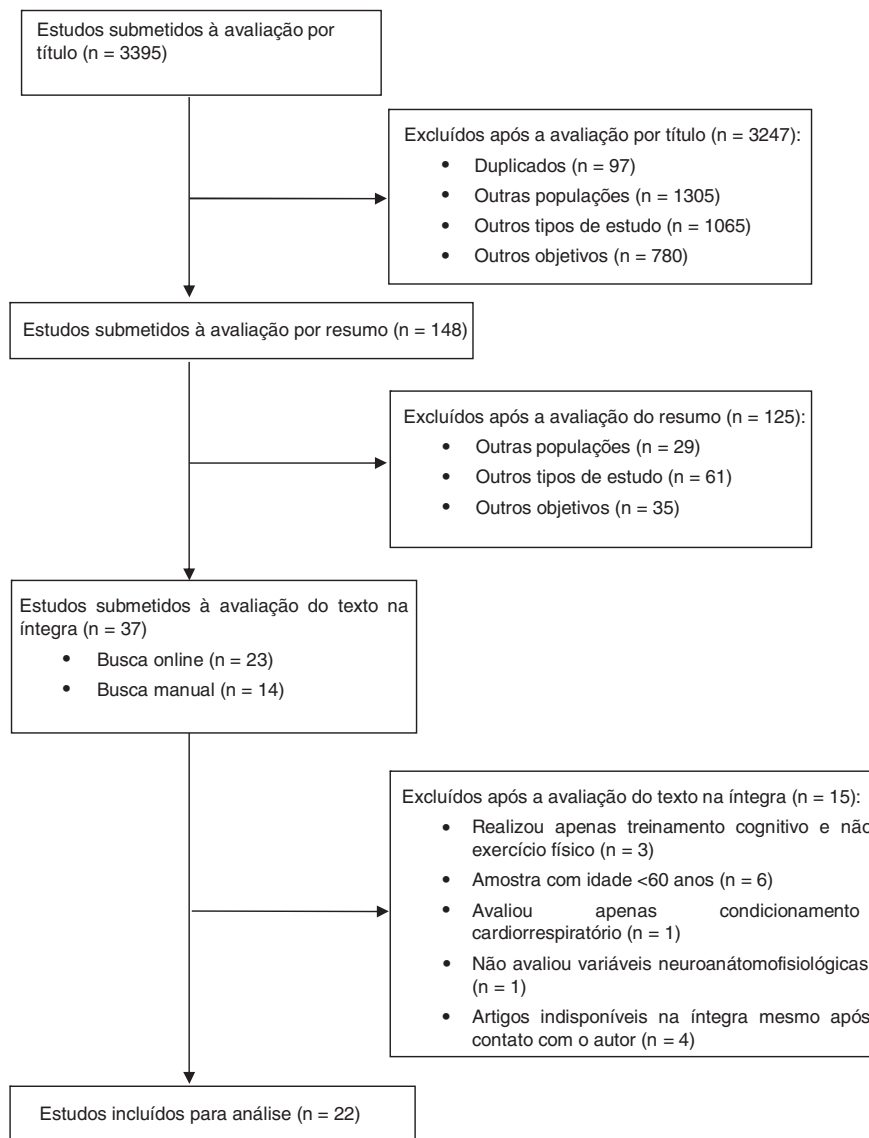 Estudos submetidos à avaliação por
título (n = 3395)
Excluídos após a avaliação por título (n = 3247):
• Duplicados (n = 97)
• Outras populações (n = 1305)
• Outros tipos de estudo (n = 1065)
• Outros objetivos (n = 780)
Estudos submetidos à avaliação por resumo (n = 148)
Excluídos após a avaliação do resumo (n = 125):
• Outras populações (n = 29)
• Outros tipos de estudo (n = 61)
• Outros objetivos (n = 35)
Estudos submetidos à avaliação do texto na
íntegra (n = 37)
• Busca online (n = 23)
• Busca manual (n = 14)
Excluídos após a avaliação do texto na íntegra (n = 15):
• Realizou apenas treinamento cognitivo e não
exercício físico (n = 3)
• Amostra com idade <60 anos (n = 6)
• Avaliou apenas condicionamento
cardiorrespiratório (n = 1)
• Não avaliou variáveis neuroanátomofisiológicas
(n = 1)
• Artigos indisponíveis na íntegra mesmo após
contato com o autor (n = 4)
Estudos incluídos para análise (n = 22)